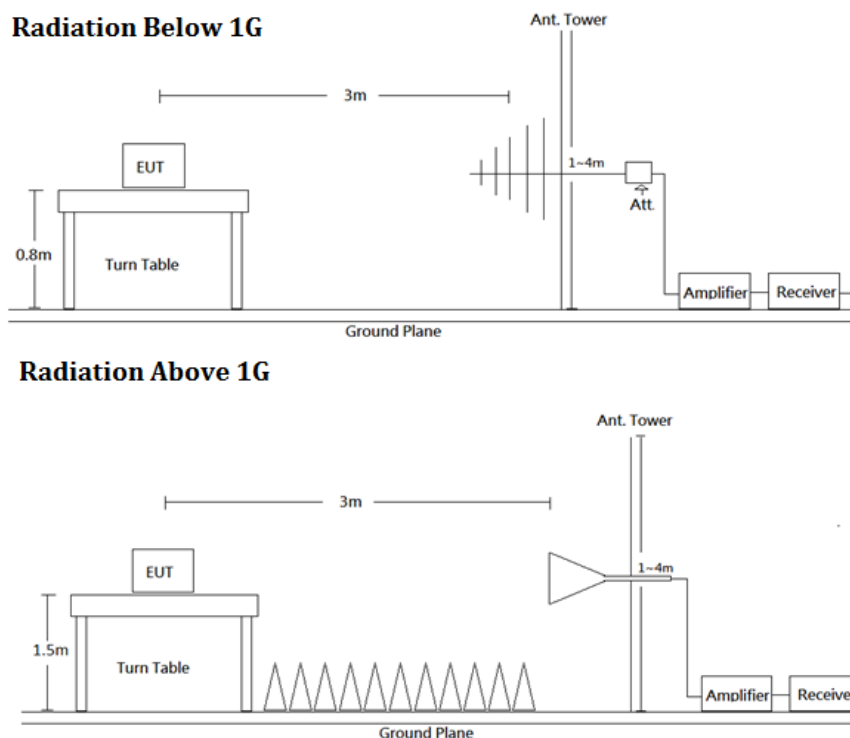 Radiation Below 1G
Ant. Tower
3m
EUT
1~4m
Att.
0.8m
Turn Table
Amplifier
Receiver
Ground Plane
Radiation Above 1G
Ant. Tower
3m
EUT
1~4m
1.5m
Turn Table
Amplifier
Receive
Ground Plane